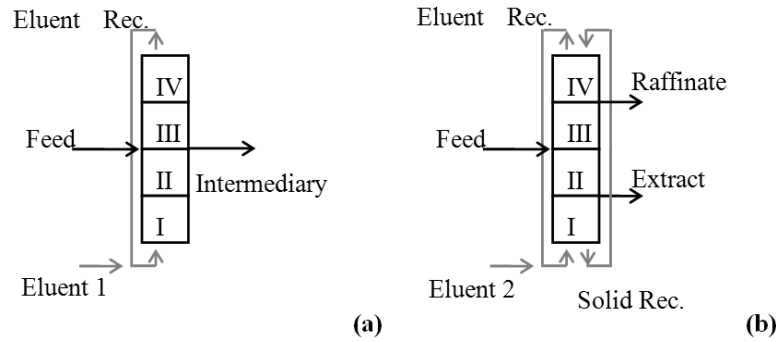 Eluent Rec.
IV
III
Feed
II
Intermediary
I
Eluent 1
(a)
Eluent Rec.
IV
Raffinate
III
Feed
II
Extract
I
Eluent 2
Solid Rec.
(b)